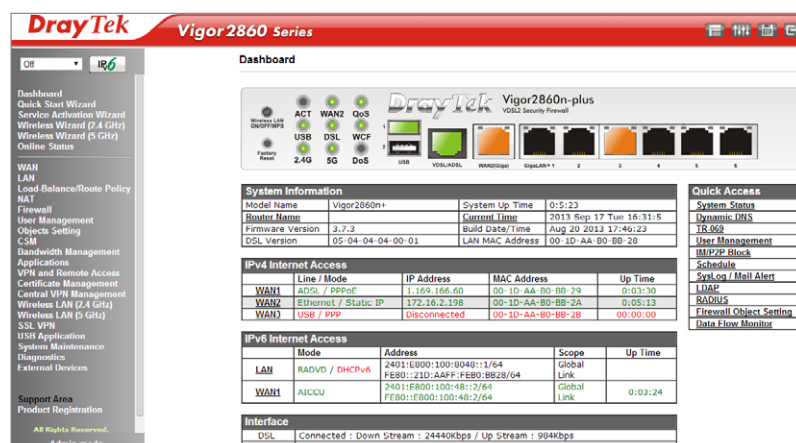 DrayTek
Vigor2860 Series
Off
IPv6
Dashboard
Quick Start Wizard
Service Activation Wizard
Wireless Wizard (2.4 GHz)
Wireless Wizard (5 GHz)
Online Status
WAN
LAN
Load-Balance/Route Policy
NAT
Firewall
User Management
Objects Setting
CSM
Bandwidth Management
Applications
VPN and Remote Access
Certificate Management
Central VPN Management
Wireless LAN (2.4 GHz)
Wireless LAN (5 GHz)
SSL VPN
USB Application
System Maintenance
Diagnostics
External Devices
Support Area
Product Registration
All Rights Reserved.
Admin mode
Dashboard
Wireless LAN
ON/OFF/WPS
Factory
Reset
ACT WAN2 QoS
USB DSL WCF
2.4G 5G DoS
DrayTek
Vigor2860n-plus
VDSL2 Security Firewall
1
2
USB VDSL/ADSL WAN2(Giga) GigaLAN 1 2 3 4 5 6
System Information
Model Name Vigor2860n+ System Up Time 0:5:23
Router Name Current Time 2013 Sep 17 Tue 16:31:5
Firmware Version 3.7.3 Build Date/Time Aug 20 2013 17:46:23
DSL Version 05-04-04-04-00-01 LAN MAC Address 00-1D-AA-B0-BB-28
IPv4 Internet Access
Line / Mode IP Address MAC Address Up Time
WAN1 ADSL / PPPoE 1.169.166.60 00-1D-AA-B0-BB-29 0:03:30
WAN2 Ethernet / Static IP 172.16.2.198 00-1D-AA-B0-BB-2A 0:05:13
WAN3 USB / PPP Disconnected 00-1D-AA-B0-BB-2B 00:00:00
IPv6 Internet Access
Mode Address Scope Up Time
LAN RADVD / DHCPv6 2401:E800:100:8048::1/64 Global
FE80::21D:AAFF:FEB0:BB28/64 Link
WAN1 AICCU 2401:E800:100:48::2/64 Global 0:03:24
FE80::E800:100:48:2/64 Link
Interface
DSL Connected : Down Stream : 24440Kbps / Up Stream : 984Kbps
Quick Access
System Status
Dynamic DNS
TR-069
User Management
IM/P2P Block
Schedule
SysLog / Mail Alert
LDAP
RADIUS
Firewall Object Setting
Data Flow Monitor